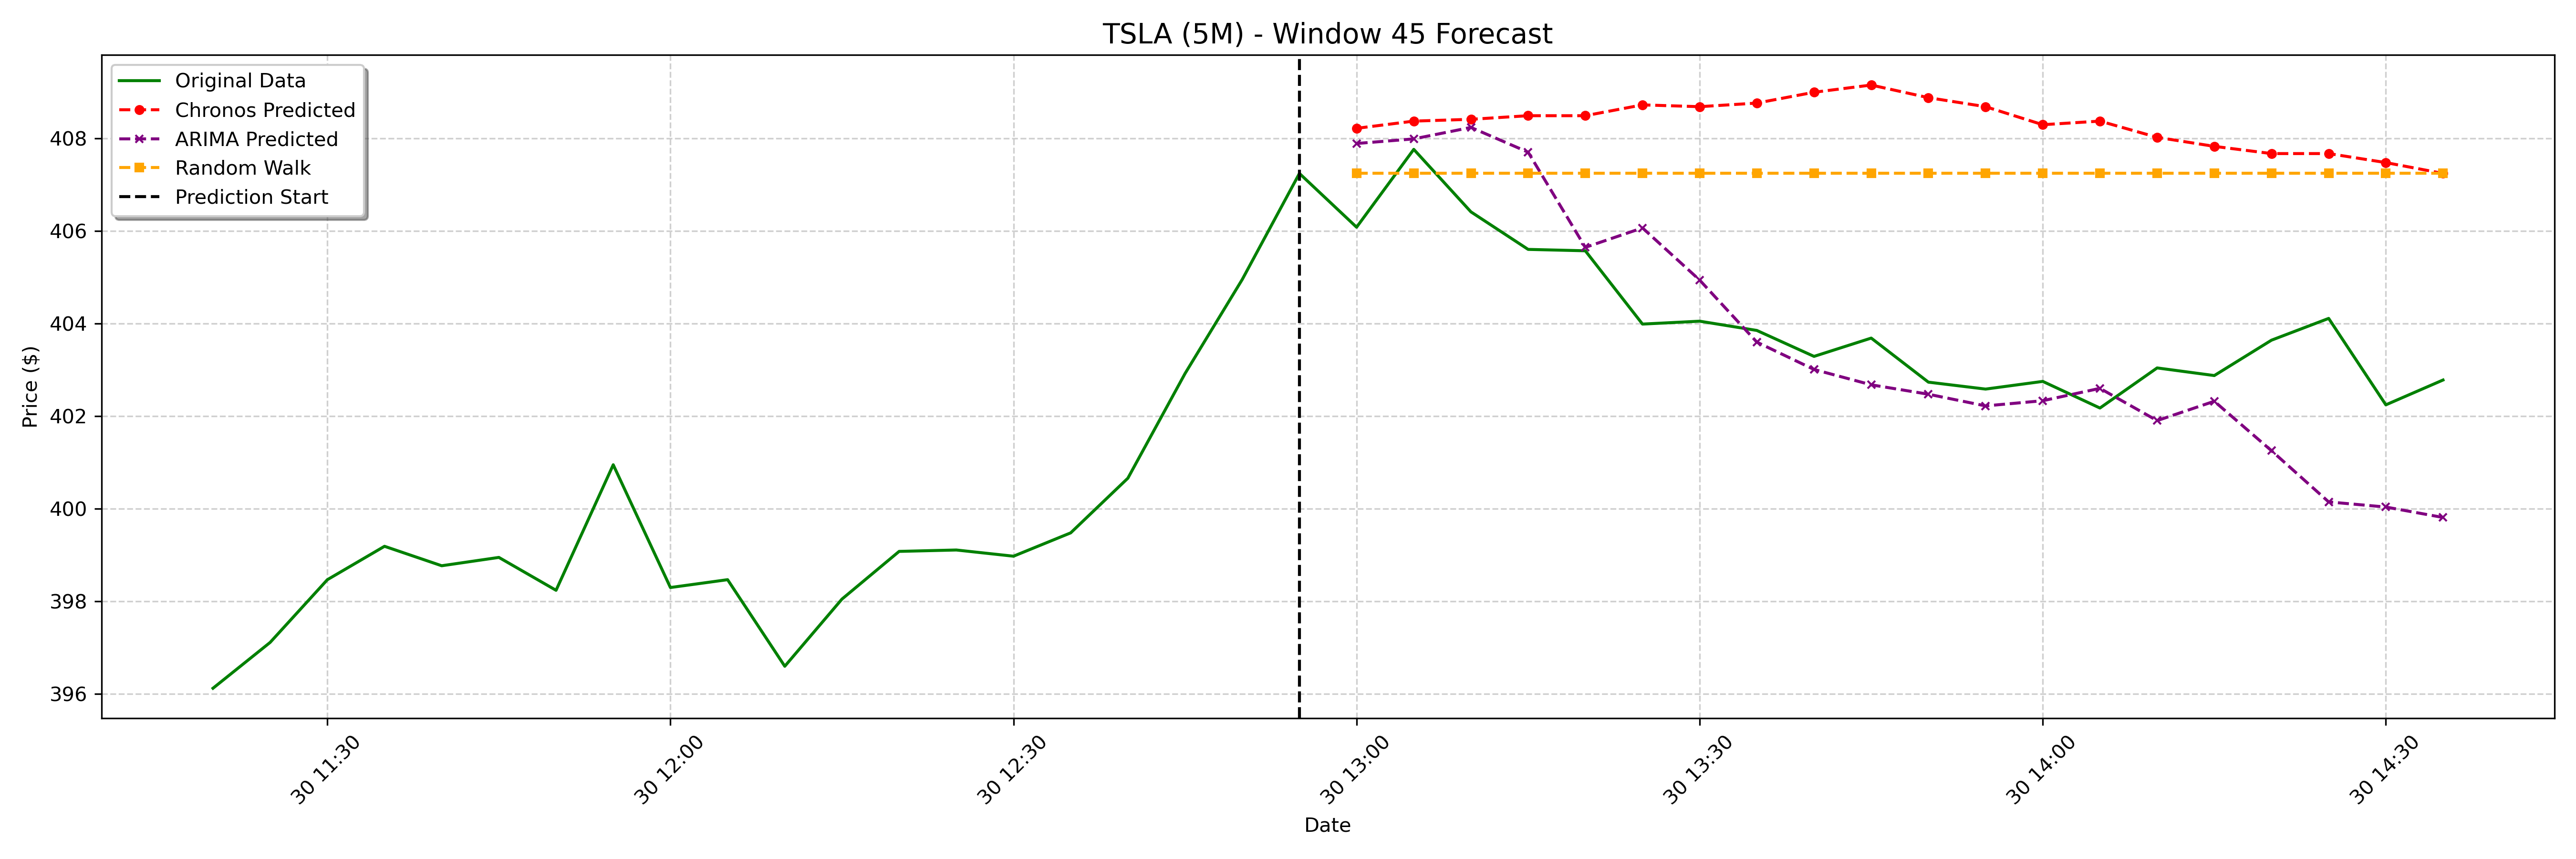 TSLA (5M) - Window 45 Forecast
Original Data
Chronos Predicted
ARIMA Predicted
Random Walk
Prediction Start
Price ($)
408
406
404
402
400
398
396
30 11:30
30 12:00
30 12:30
30 13:00
30 13:30
30 14:00
30 14:30
Date